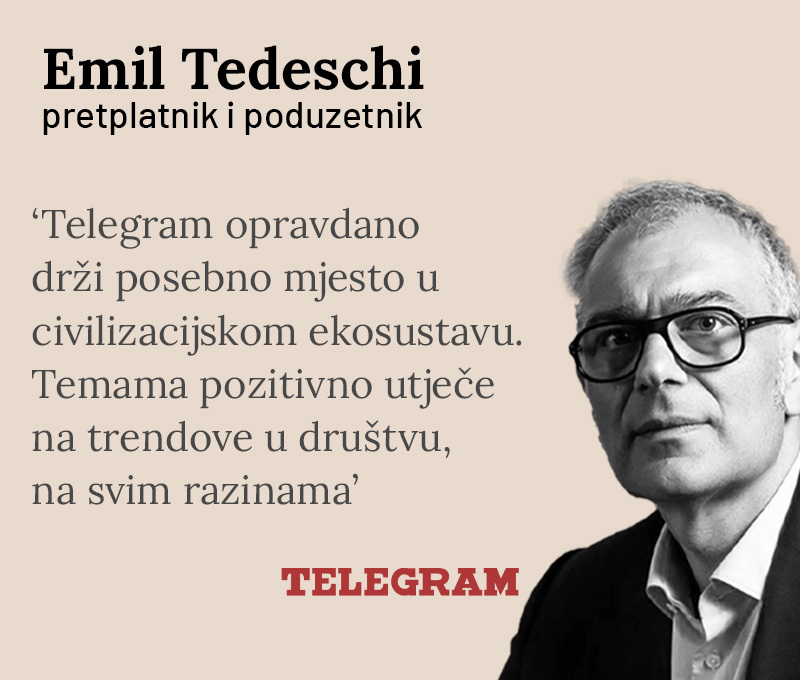 Emil Tedeschi
pretplatnik i poduzetnik
‘Telegram opravdano
drži posebno mjesto u
civilizacijskom ekosustavu.
Temama pozitivno utječe
na trendove u društvu,
na svim razinama’
TELEGRAM